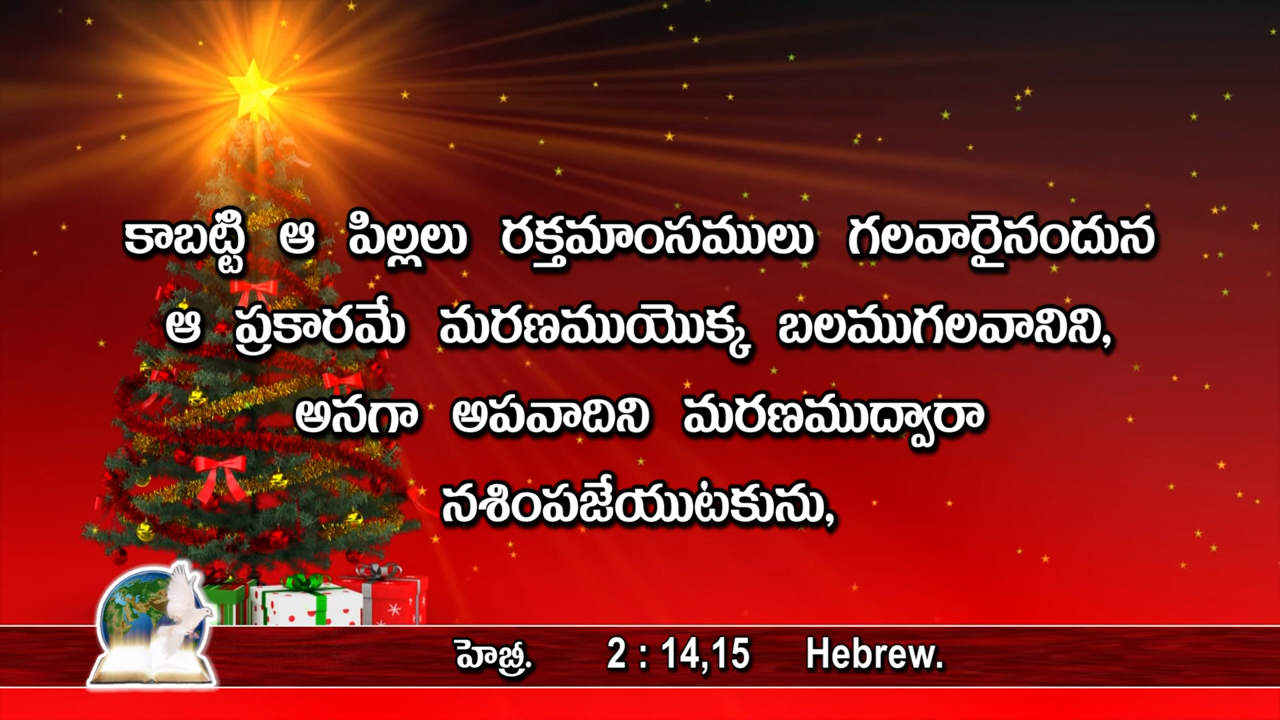 కాబట్టి ఆ పిల్లలు రక్తమాంసములు గలవారైనందున
ఆ ప్రకారమే మరణముయొక్క బలముగలవానిని,
అనగా అపవాదిని మరణముద్వారా
నశింపజేయుటకును,
హెబ్రీ. 2 : 14,15 Hebrew.